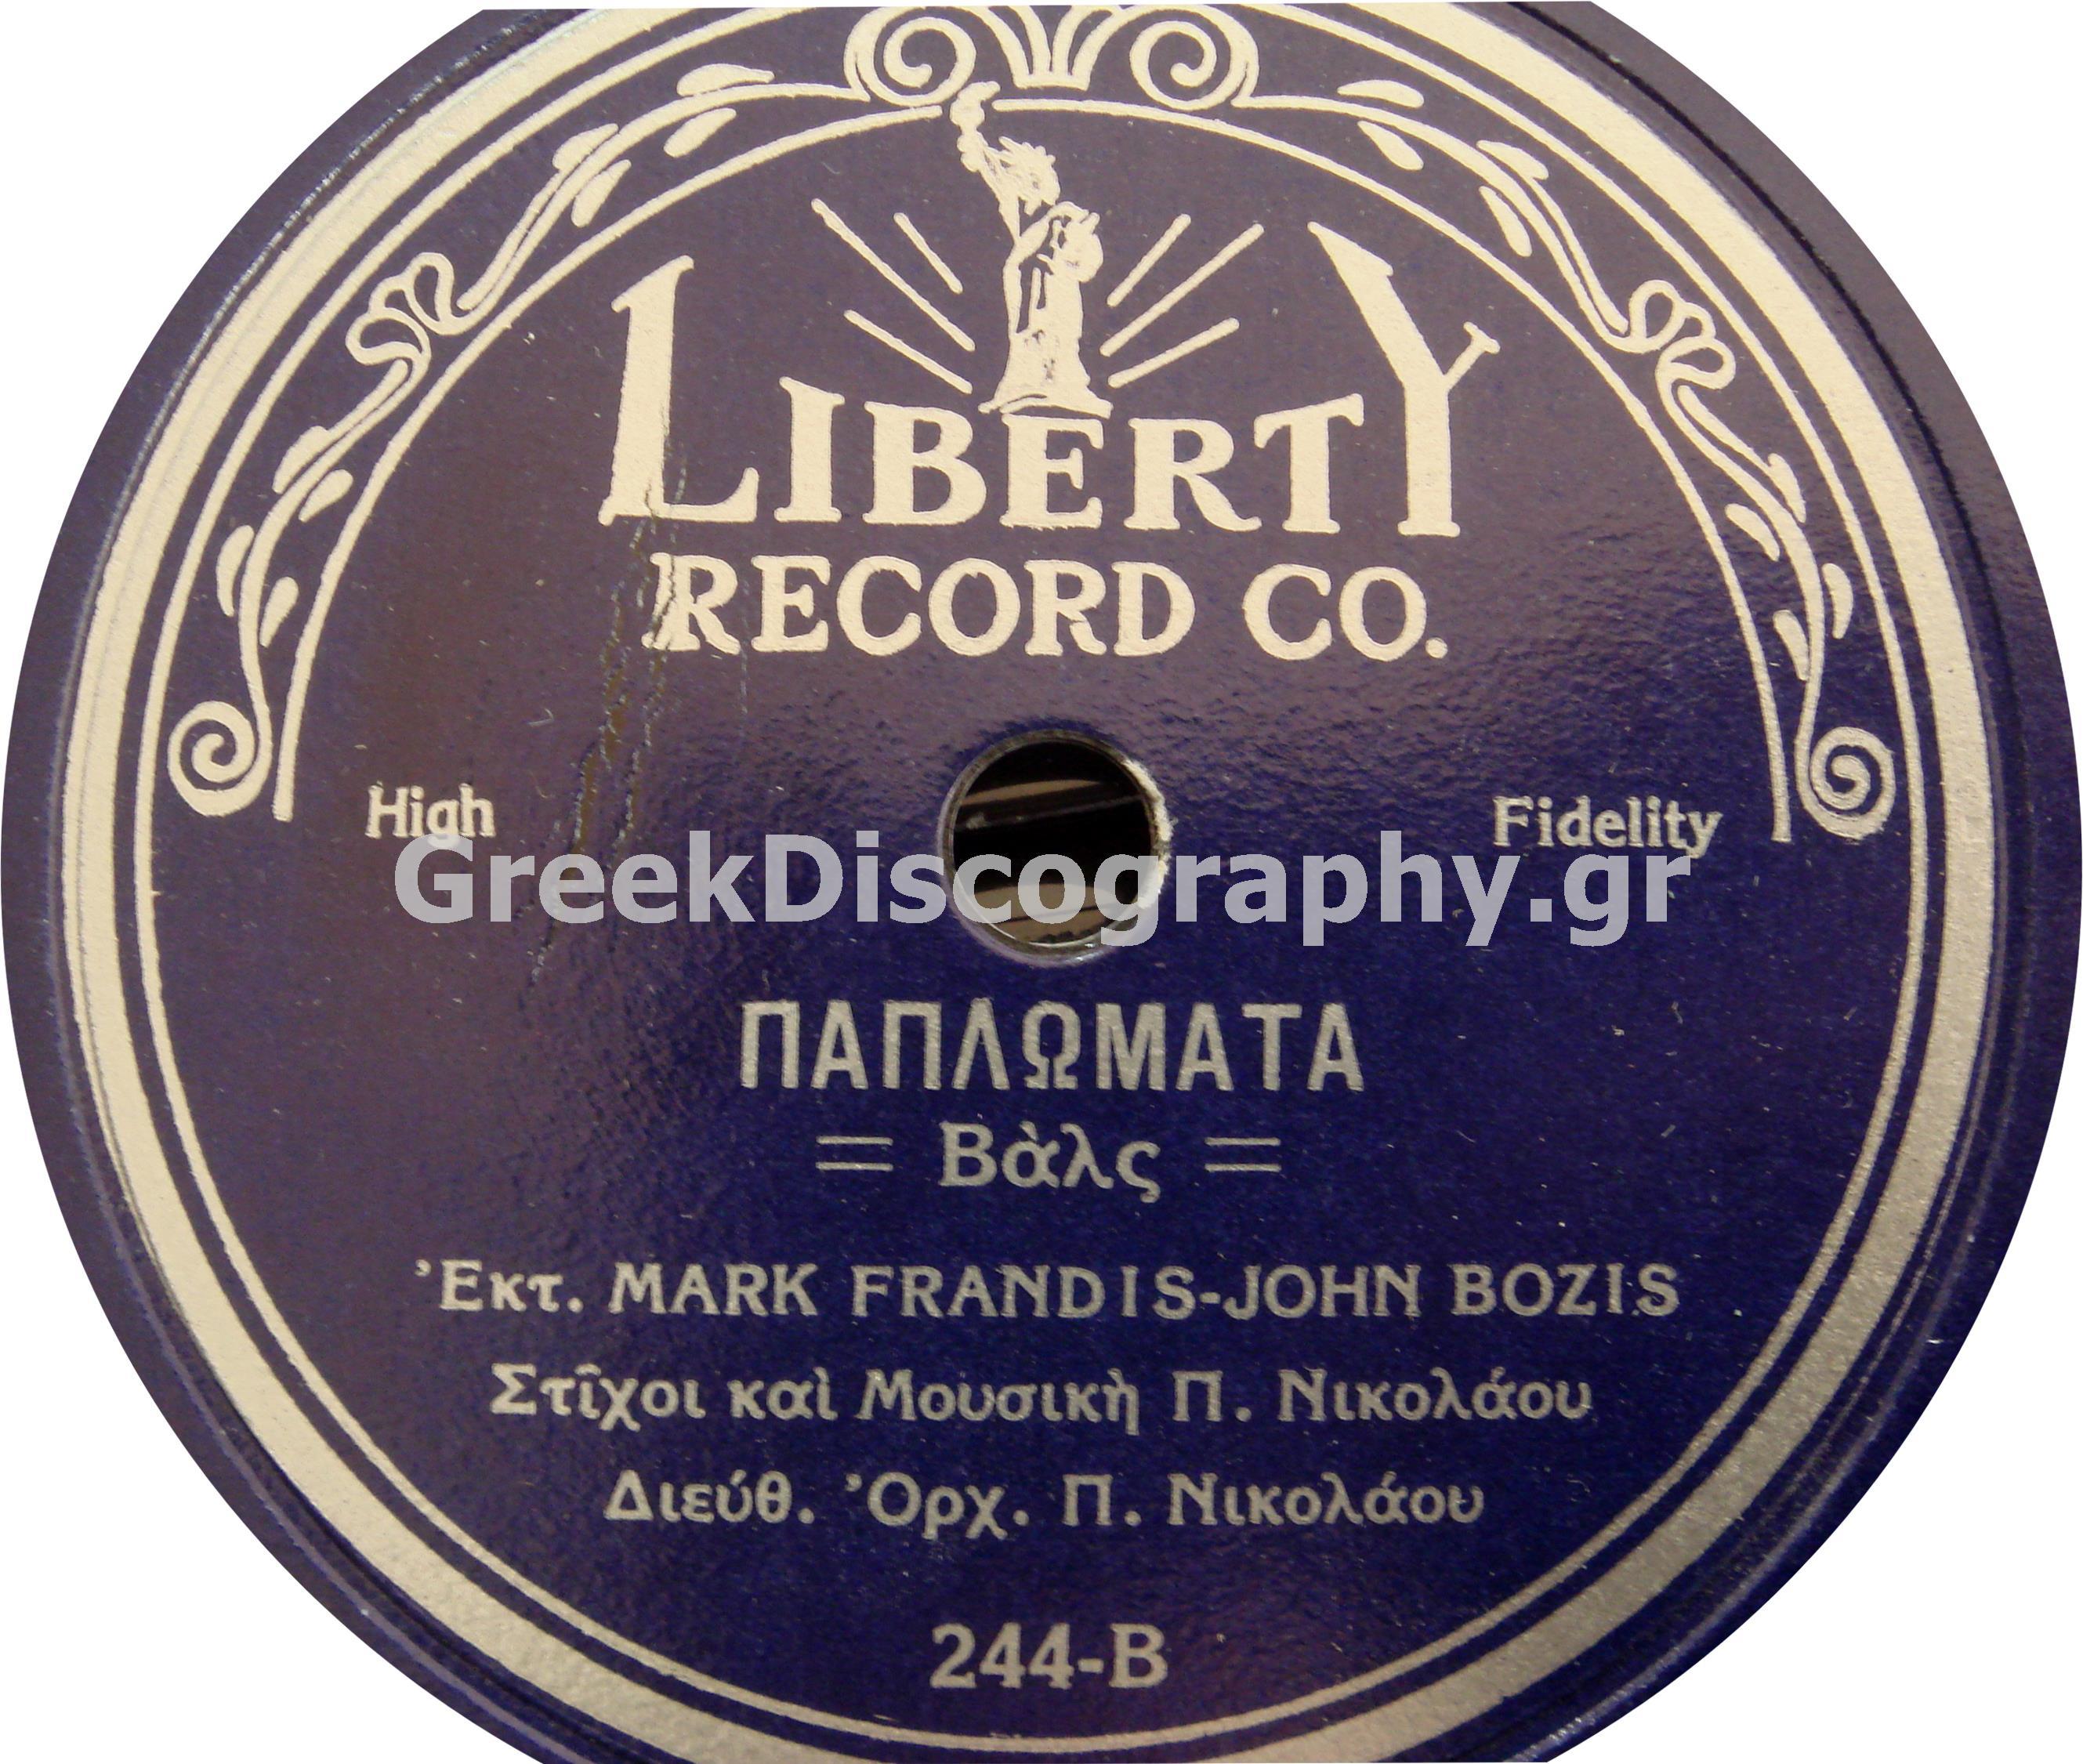 LIBERTY
RECORD CO.
High Fidelity
GreekDiscography.gr
ΠΑΠΛΩΜΑΤΑ
= Βὰλς =
Ἐκτ. MARK FRANDIS-JOHN BOZIS
Στῖχοι καὶ Μουσικὴ Π. Νικολάου
Διεύθ. Ὀρχ. Π. Νικολάου
244-B